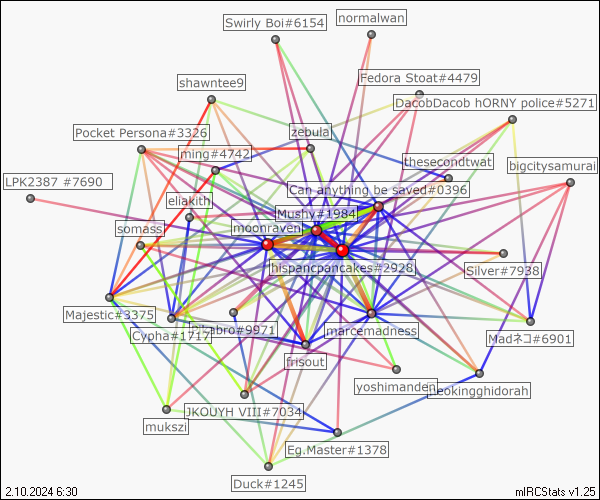 normalwan
Swirly Boi#6154
Fedora Stoat#4479
shawntee9
DacobDacob hORNY police#5271
Pocket Persona#3326
zebula
ming#4742
thesecondtwat
bigcitysamurai
LPK2387 #7690
Can anything be saved#0396
eliakith
Mushy#1984
somass
moonraven
hispancpancakes#2928
Silver#7938
Majestic#3375
#9971
marcemadness
Cypha#1717
Madネコ#6901
frisout
yoshimanden
JKOUYH VIII#7034
mukszi
Eg.Master#1378
Duck#1245
2.10.2024 6:30
mIRCStats v1.25